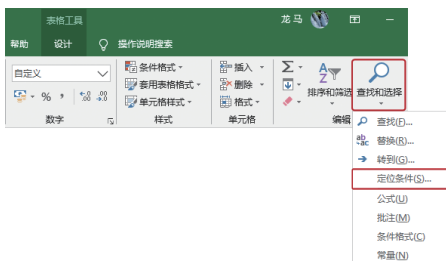 表格工具
龙马
帮助 设计 操作说明搜索
自定义
条件格式
套用表格格式
单元格样式
插入
删除
格式
排序和筛选
查找和选择
数字
样式
单元格
编辑
查找(F)...
替换(R)...
转到(G)...
定位条件(S)...
公式(U)
批注(M)
条件格式(C)
常量(N)